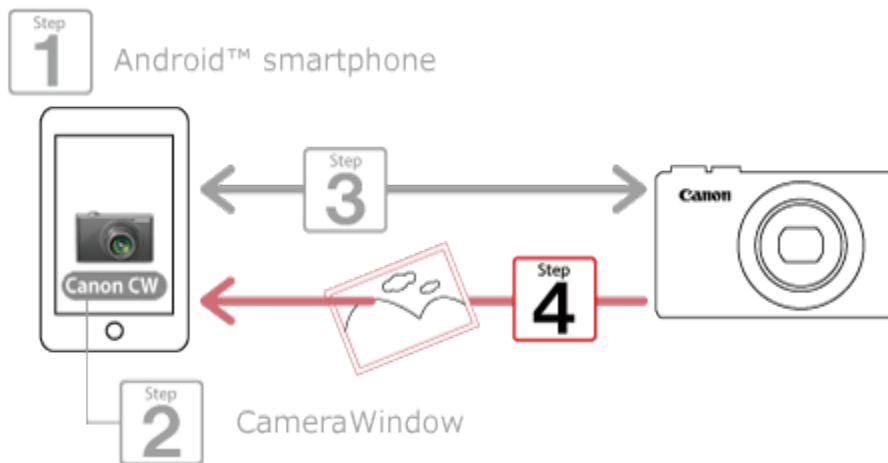 Step
1
Android™ smartphone
Step
3
Canon
Canon CW
Step
4
Step
2
CameraWindow